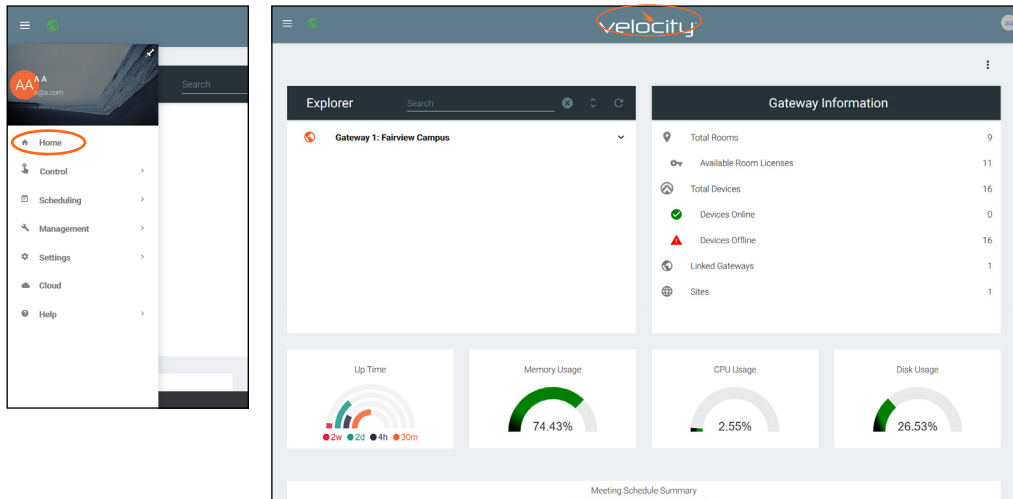 AA
A A
a@a.com
Search
Home
Control
Scheduling
Management
Settings
Cloud
Help
velocity
aa
Explorer
Search
Gateway 1: Fairview Campus
Gateway Information
Total Rooms 9
Available Room Licenses 11
Total Devices 16
Devices Online 0
Devices Offline 16
Linked Gateways 1
Sites 1
Up Time
2w 2d 4h 30m
Memory Usage
74.43%
CPU Usage
2.55%
Disk Usage
26.53%
Meeting Schedule Summary